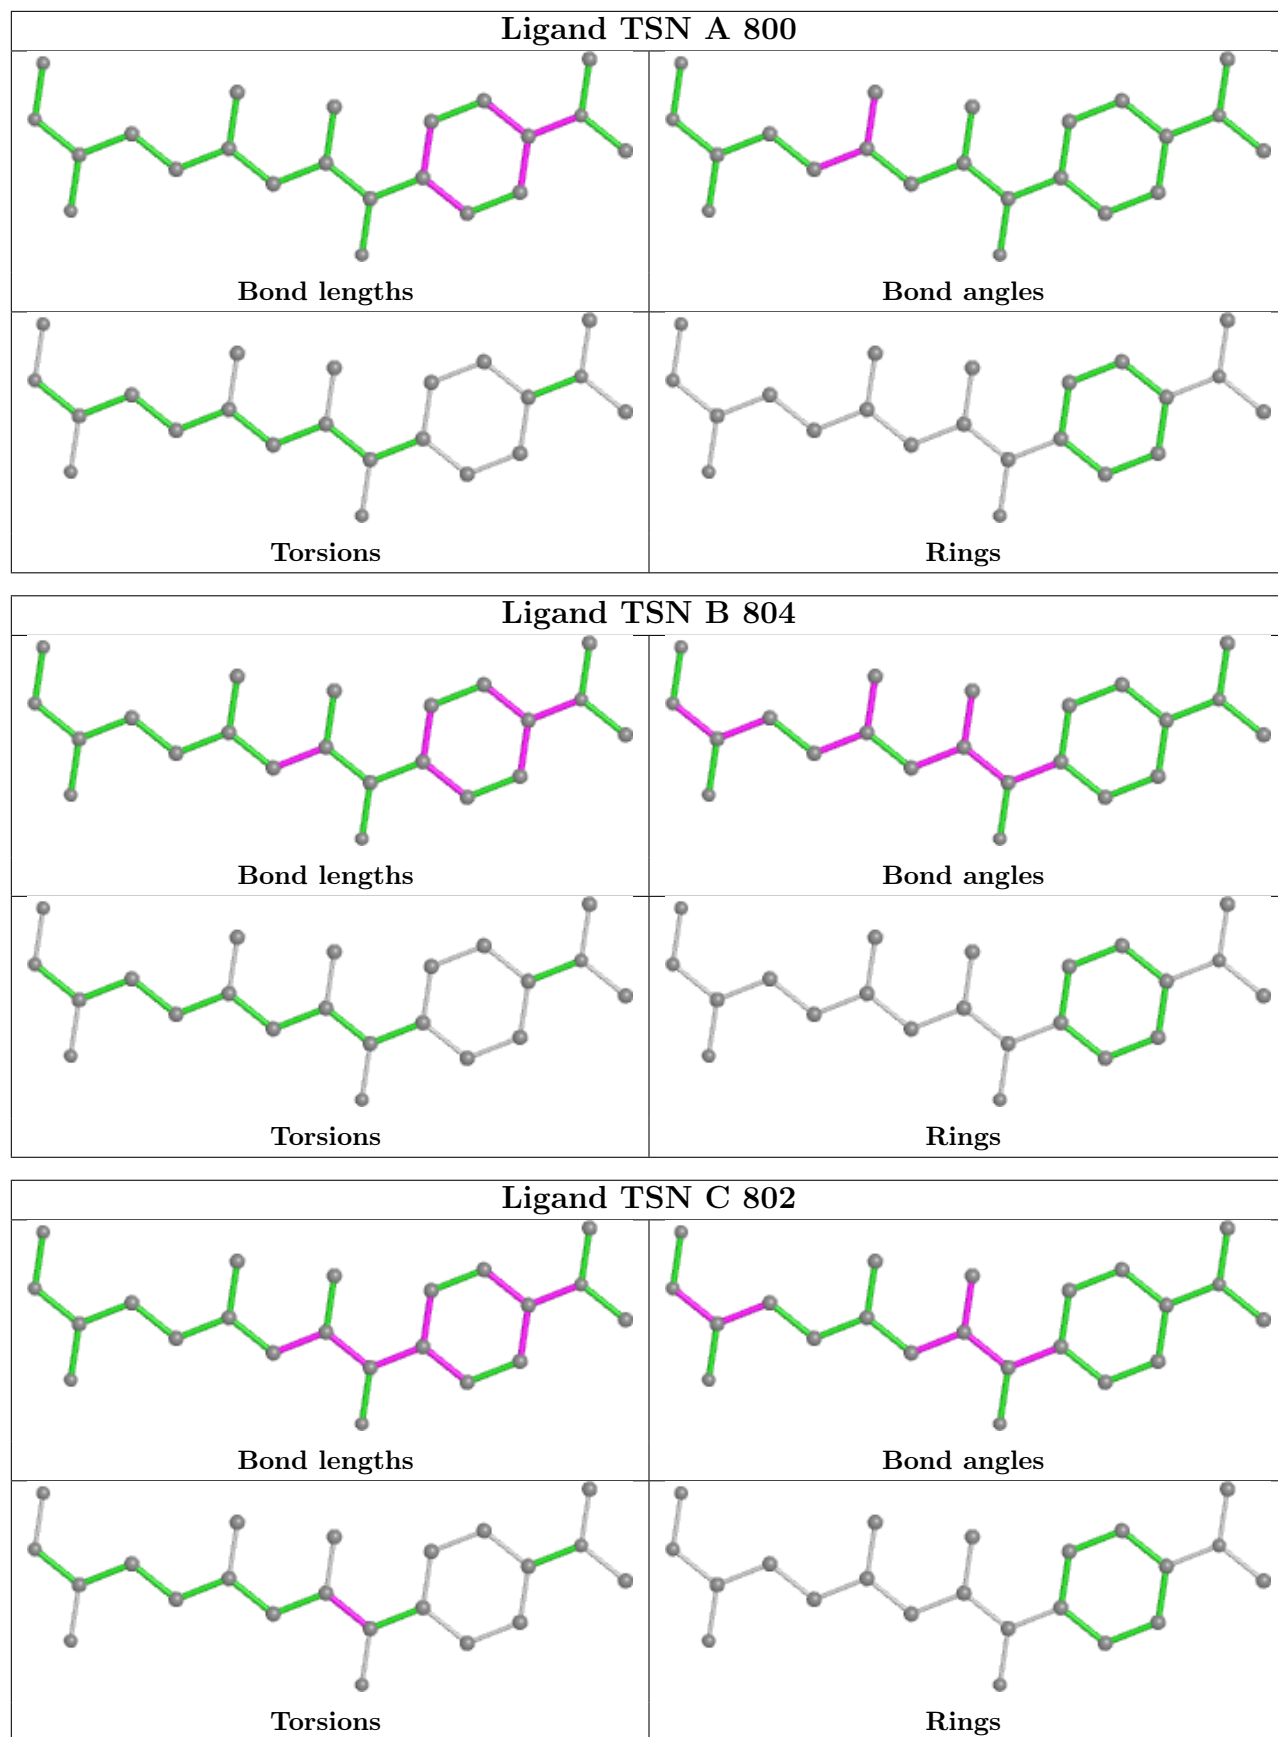 Ligand TSN A 800
Bond lengths
Bond angles
Torsions
Rings
Ligand TSN B 804
Bond lengths
Bond angles
Torsions
Rings
Ligand TSN C 802
Bond lengths
Bond angles
Torsions
Rings